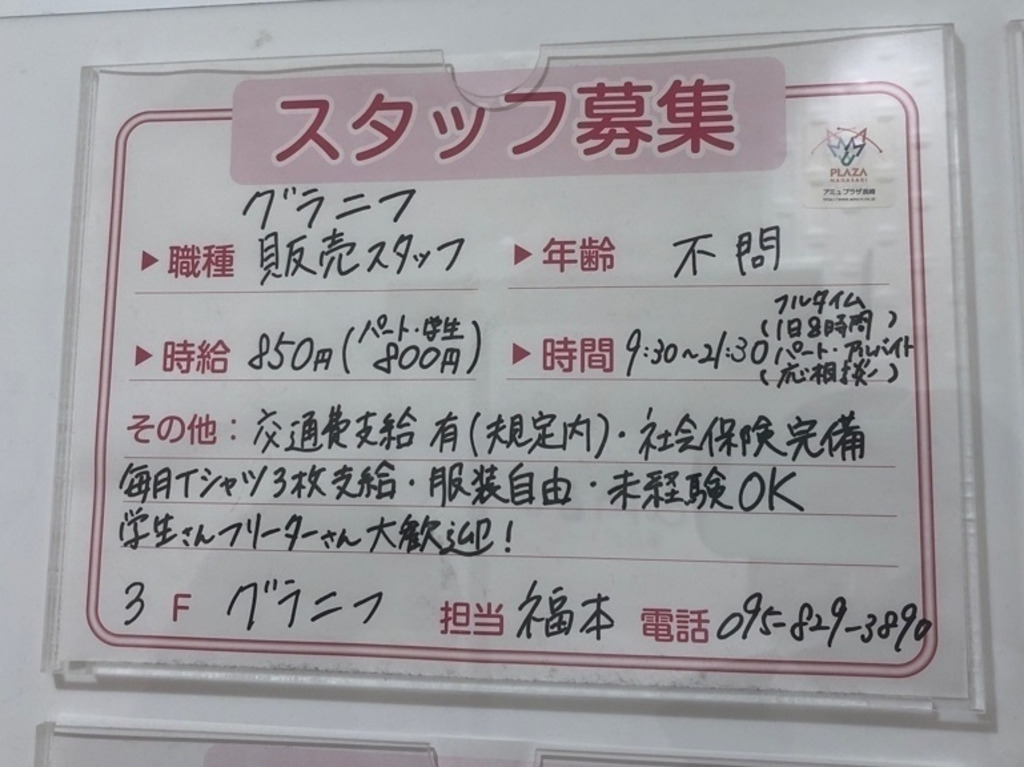 スタッフ募集
PLAZA
NAGASAKI
アミュプラザ長崎
グラニフ
▶職種 販売スタッフ
▶年齢 不問
▶時給 850円(パート・学生 800円)
▶時間 9:30~21:30
フルタイム
(1日8時間)
パート・アルバイト
(応相談)
その他:交通費支給有(規定内)・社会保険完備
毎月Tシャツ3枚支給・服装自由・未経験OK
学生さんフリーターさん大歓迎!
3F グラニフ 担当 福本 電話 095-829-3890